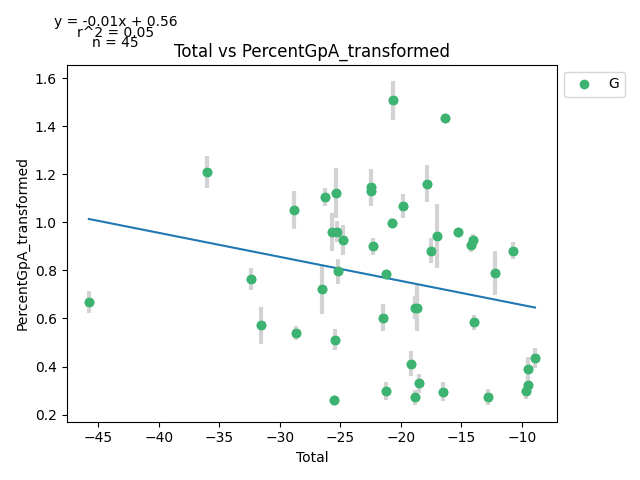 y = -0.01x + 0.56
r^2 = 0.05
n = 45
Total vs PercentGpA_transformed
G
PercentGpA_transformed
1.6
1.4
1.2
1.0
0.8
0.6
0.4
0.2
−45 −40 −35 −30 −25 −20 −15 −10
Total